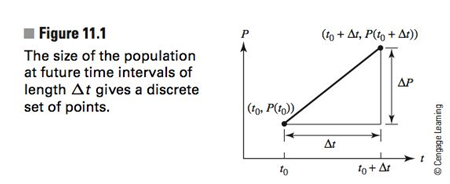 Figure 11.1
The size of the population
at future time intervals of
length Δt gives a discrete
set of points.
P
(t₀ + Δt, P(t₀ + Δt))
ΔP
(t₀, P(t₀))
Δt
t
t₀
t₀ + Δt
© Cengage Learning